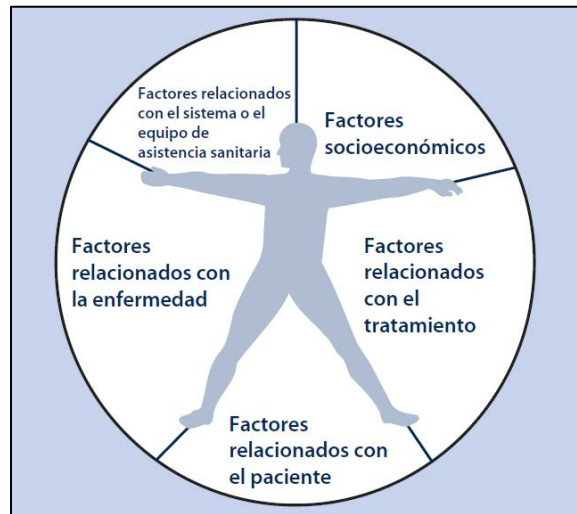 Factores relacionados
con el sistema o el
equipo de
asistencia sanitaria
Factores
socioeconómicos
Factores
relacionados con
la enfermedad
Factores
relacionados
con el
tratamiento
Factores
relacionados con
el paciente